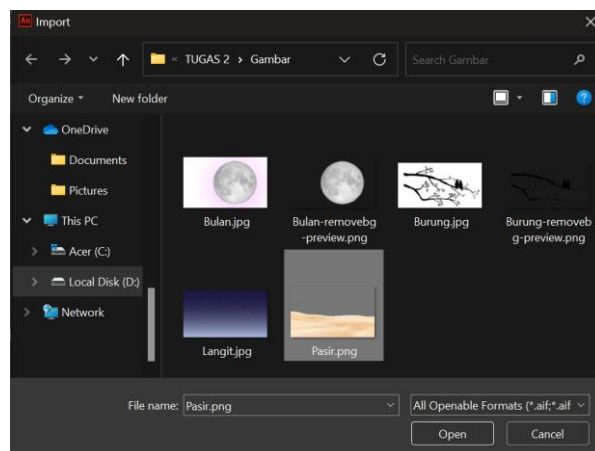 An Import
« TUGAS 2 > Gambar
Search Gambar
Organize
New folder
OneDrive
Documents
Pictures
This PC
Acer (C:)
Local Disk (D:)
Network
Bulan.jpg
Bulan-removebg
-preview.png
Burung.jpg
Burung-removeb
g-preview.png
Langit.jpg
Pasir.png
File name: Pasir.png
All Openable Formats (*.aif;*.aif
Open
Cancel